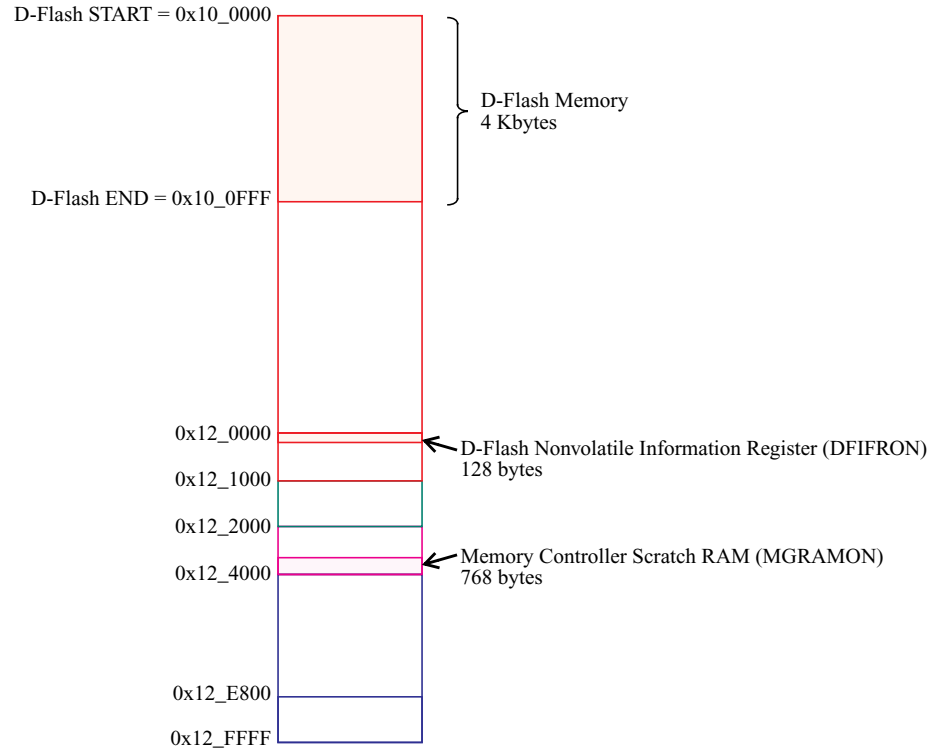 D-Flash START = 0x10_0000
D-Flash Memory
4 Kbytes
D-Flash END = 0x10_0FFF
0x12_0000
D-Flash Nonvolatile Information Register (DFIFRON)
128 bytes
0x12_1000
0x12_2000
Memory Controller Scratch RAM (MGRAMON)
768 bytes
0x12_4000
0x12_E800
0x12_FFFF